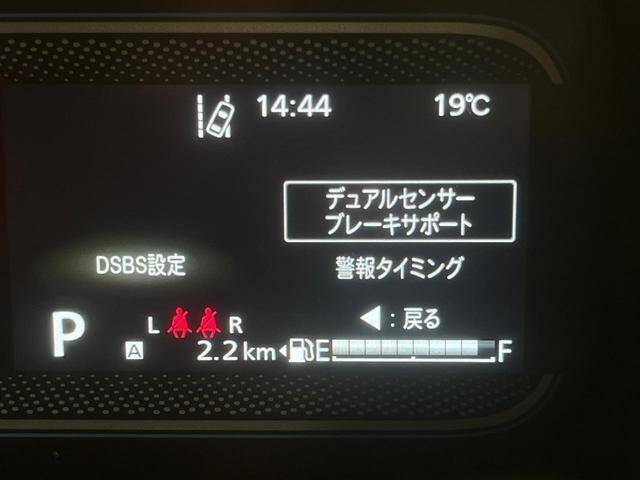 14:44 19℃
デュアルセンサー
ブレーキサポート
DSBS設定 警報タイミング
◀:戻る
P L R
A 2.2km E F